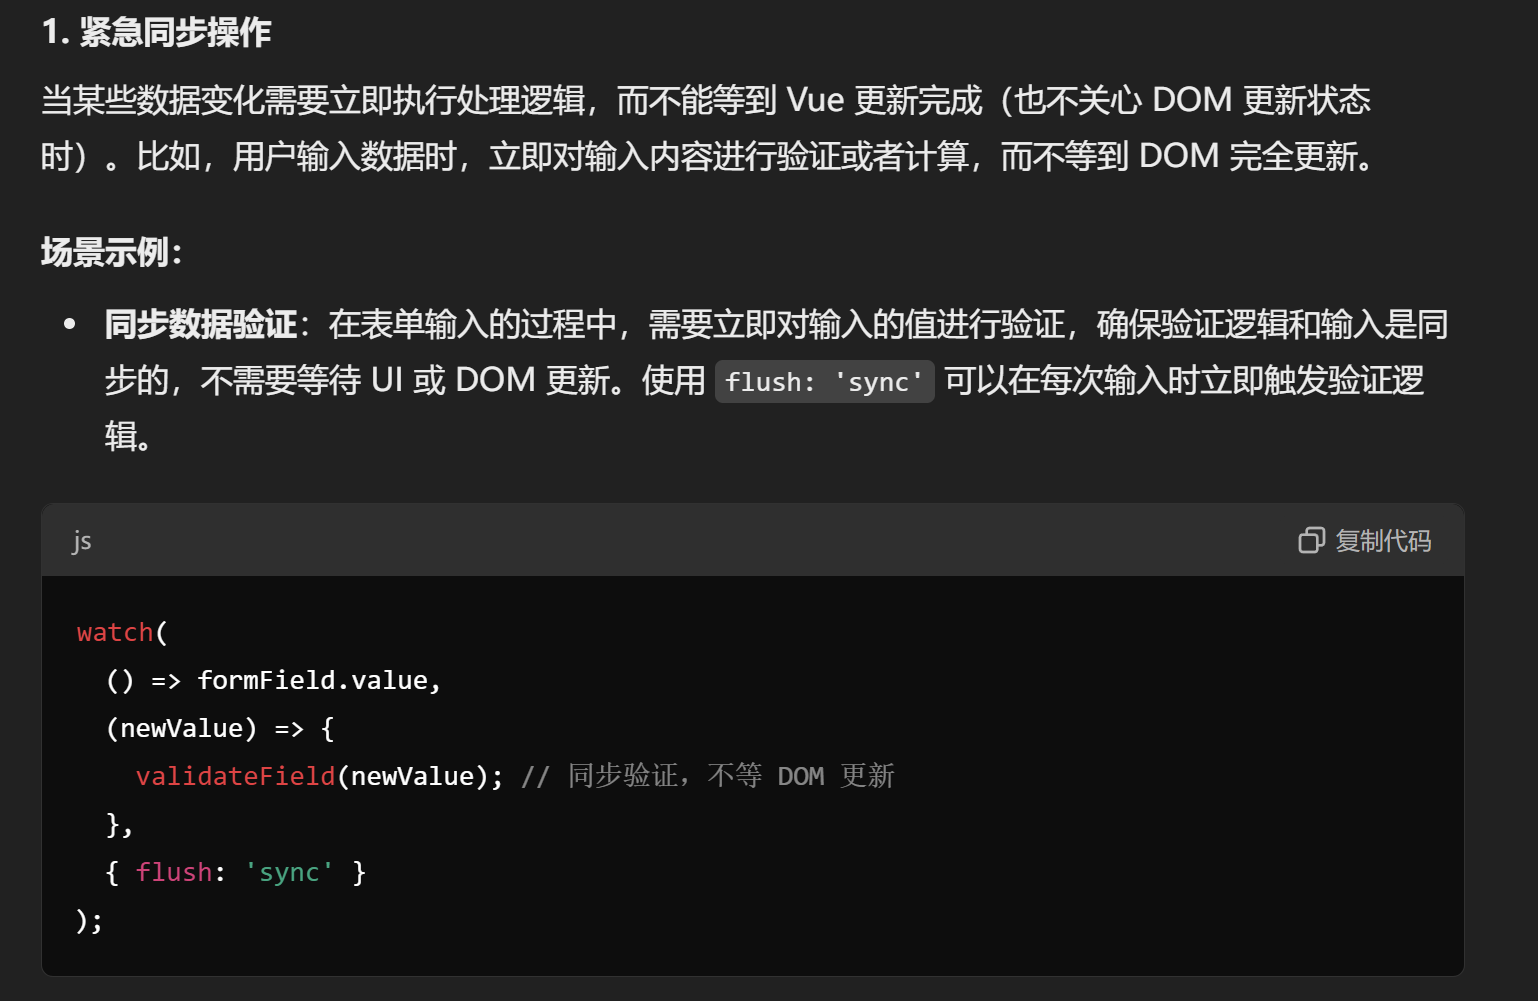 1. 紧急同步操作
当某些数据变化需要立即执行处理逻辑，而不能等到 Vue 更新完成（也不关心 DOM 更新状态
时）。比如，用户输入数据时，立即对输入内容进行验证或者计算，而不等到 DOM 完全更新。
场景示例：
• 同步数据验证：在表单输入的过程中，需要立即对输入的值进行验证，确保验证逻辑和输入是同
步的，不需要等待 UI 或 DOM 更新。使用 flush: 'sync' 可以在每次输入时立即触发验证逻
辑。
js 复制代码
watch(
  () => formField.value,
  (newValue) => {
    validateField(newValue); // 同步验证，不等 DOM 更新
  },
  { flush: 'sync' }
);